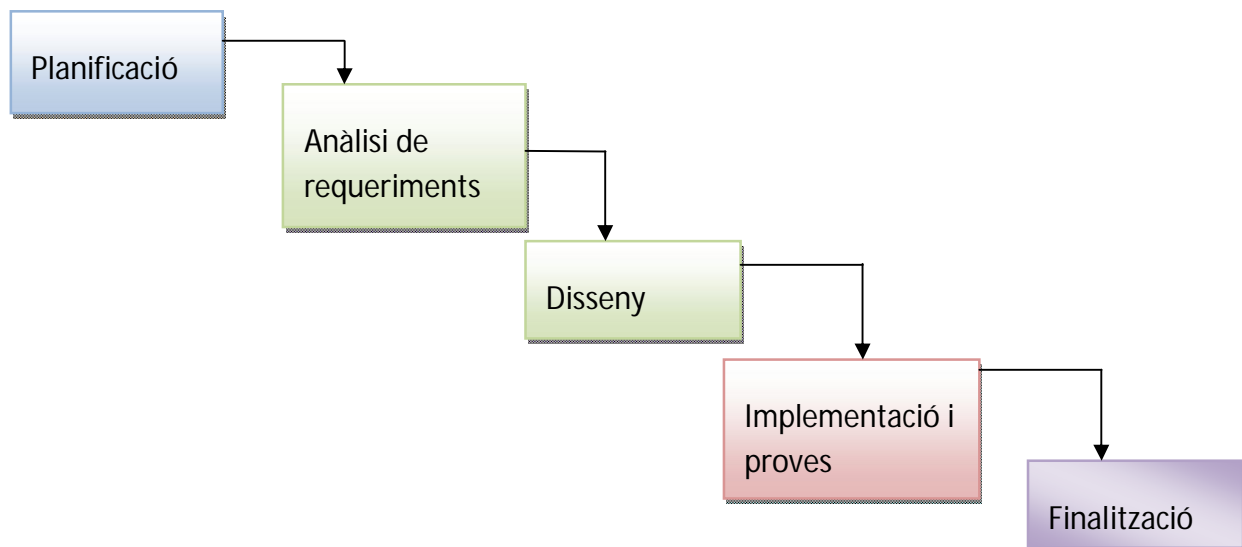 Planificació
Anàlisi de
requeriments
Disseny
Implementació i
proves
Finalització